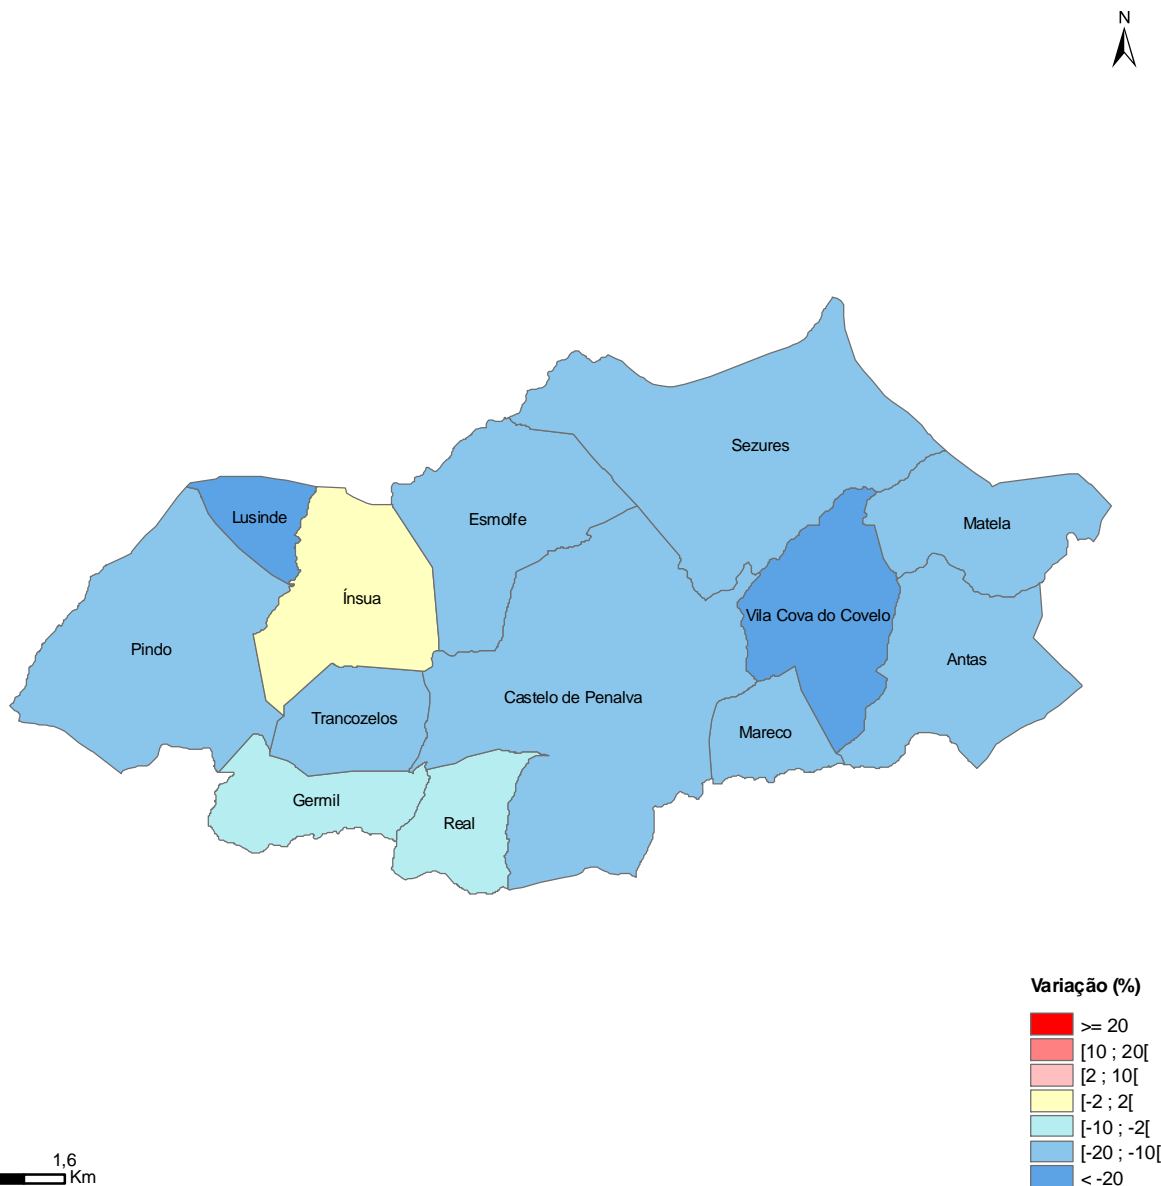 N
Sezures
Lusinde
Esmolfe
Matela
Ínsua
Vila Cova do Covelo
Pindo
Antas
Castelo de Penalva
Trancozelos
Mareco
Germil
Real
Variação (%)
>= 20
[10 ; 20[
[2 ; 10[
[-2 ; 2[
[-10 ; -2[
[-20 ; -10[
< -20
1,6
Km